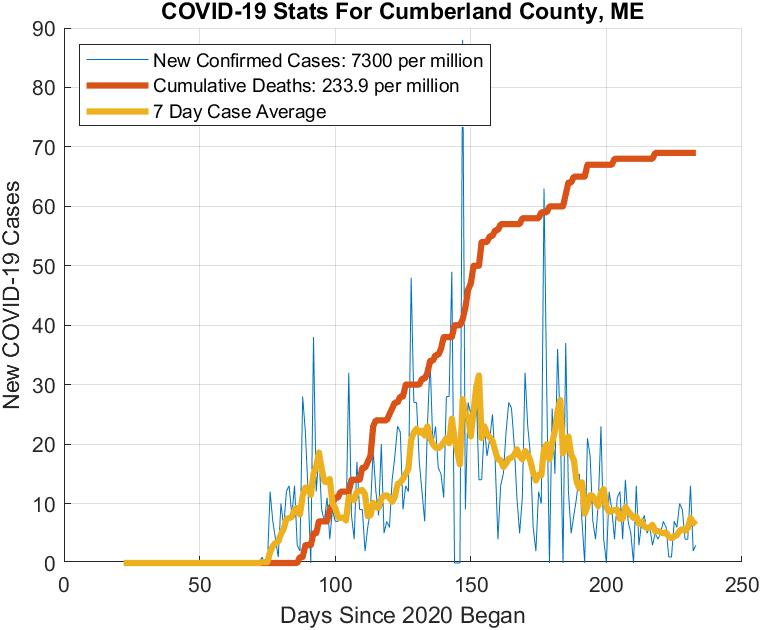 COVID-19 Stats For Cumberland County, ME
90
80
70
60
50
40
30
20
10
0
New Confirmed Cases: 7300 per million
Cumulative Deaths: 233.9 per million
7 Day Case Average
New COVID-19 Cases
0 50 100 150 200 250
Days Since 2020 Began